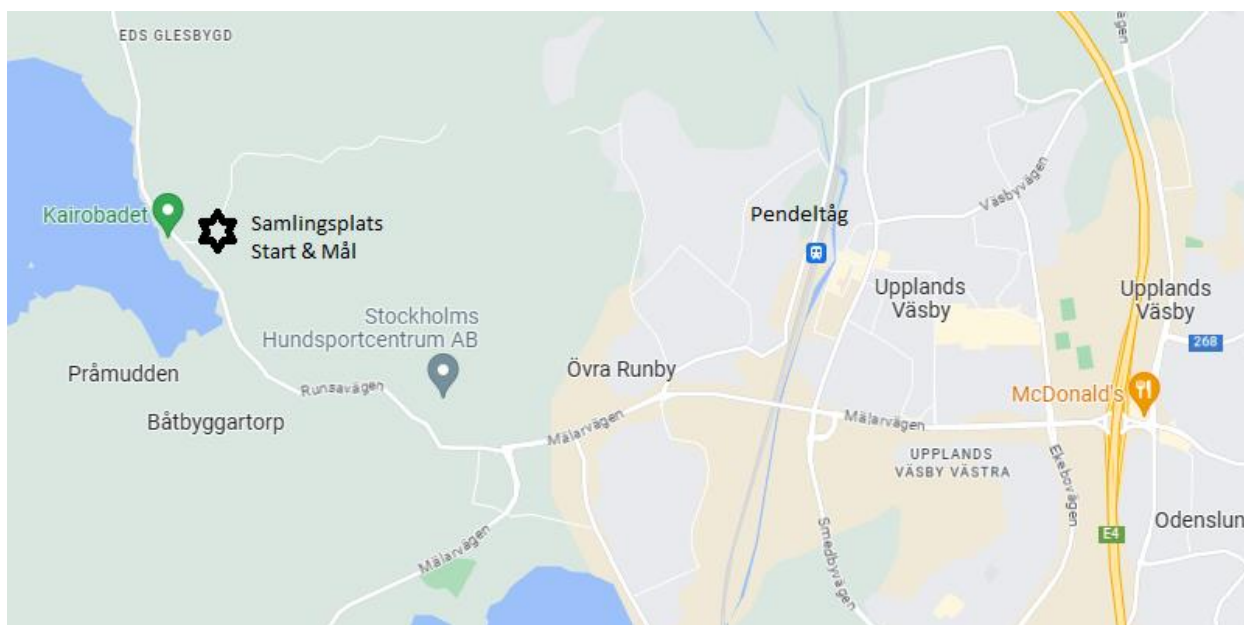 EDS GLESBYGD
Kairobadet
Samlingsplats
Start & Mål
Pendeltåg
Väsbyvägen
Upplands
Väsby
Upplands
Väsby
268
Stockholms
Hundsportcentrum AB
Övra Runby
McDonald's
Pråmudden
Båtbyggartorp
Runsavägen
Mälarvägen
Mälarvägen
UPPLANDS
VÄSBY VÄSTRA
Ekebovägen
Smedbyvägen
E4
Odenslun
Mälarvägen